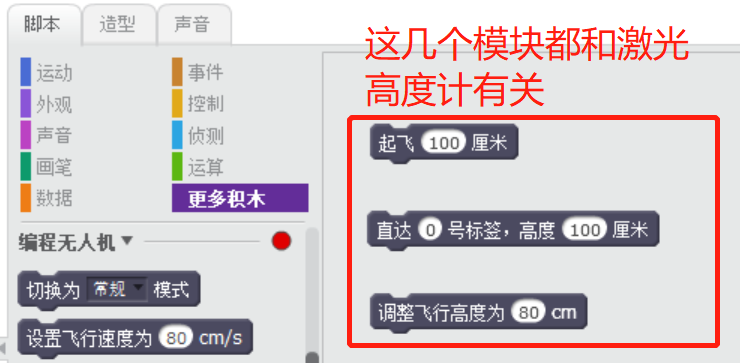 脚本 造型 声音
这几个模块都和激光
高度计有关
运动 事件
外观 控制
声音 侦测
画笔 运算
数据 更多积木
编程无人机
切换为 常规 模式
设置飞行速度为 80 cm/s
起飞 100 厘米
直达 0 号标签，高度 100 厘米
调整飞行高度为 80 cm